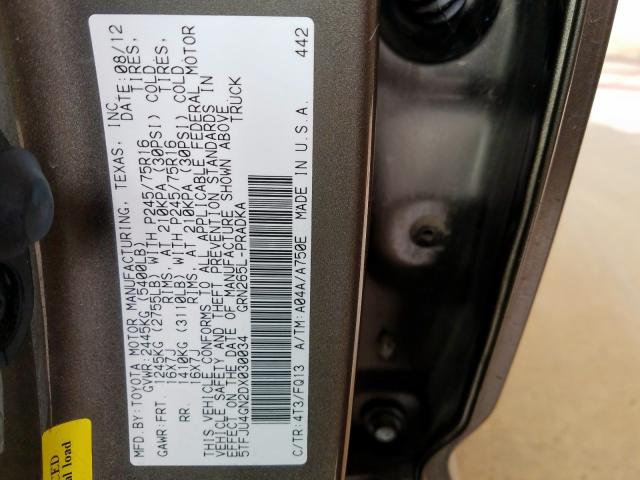 MFD.BY:TOYOTA MOTOR MANUFACTURING, TEXAS, INC. DATE:08/12
GVWR:2445KG (5400LB)
GAWR:FRT. 1245KG (2755LB) WITH P245/75R16 TIRES,
16X7J RIMS, AT 210KPA (30PSI) COLD
RR. 1410KG (3110LB) WITH P245/75R16 TIRES,
16X7J RIMS, AT 210KPA (30PSI) COLD
THIS VEHICLE CONFORMS TO ALL APPLICABLE FEDERAL MOTOR
VEHICLE SAFETY AND THEFT PREVENTION STANDARDS IN
EFFECT ON THE DATE OF MANUFACTURE SHOWN ABOVE.
5TFJU4GN2DX030034 GRN265L-PRADKA TRUCK
C/TR:4T3/FQ13 A/TM:A04A/A750E MADE IN U.S.A. 442
al load